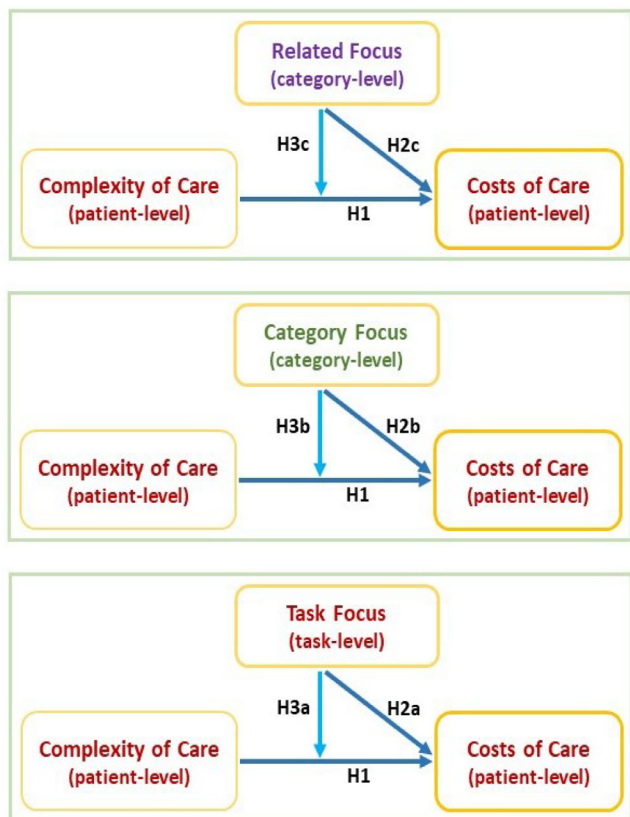 Related Focus
(category-level)
H3c
H2c
Complexity of Care
(patient-level)
H1
Costs of Care
(patient-level)
Category Focus
(category-level)
H3b
H2b
Complexity of Care
(patient-level)
H1
Costs of Care
(patient-level)
Task Focus
(task-level)
H3a
H2a
Complexity of Care
(patient-level)
H1
Costs of Care
(patient-level)